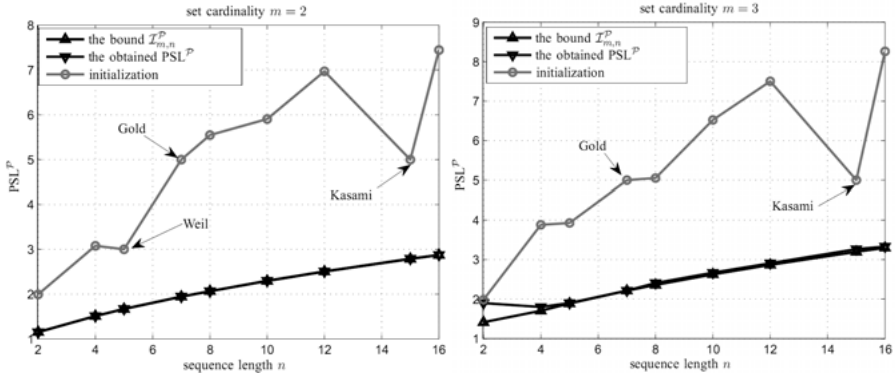 set cardinality m = 2
8
7
6
5
4
3
2
1
PSL^𝒫
the bound ℐ^𝒫_{m,n}
the obtained PSL^𝒫
initialization
Gold
Weil
Kasami
2 4 6 8 10 12 14 16
sequence length n
set cardinality m = 3
9
8
7
6
5
4
3
2
1
PSL^𝒫
the bound ℐ^𝒫_{m,n}
the obtained PSL^𝒫
initialization
Gold
Kasami
2 4 6 8 10 12 14 16
sequence length n